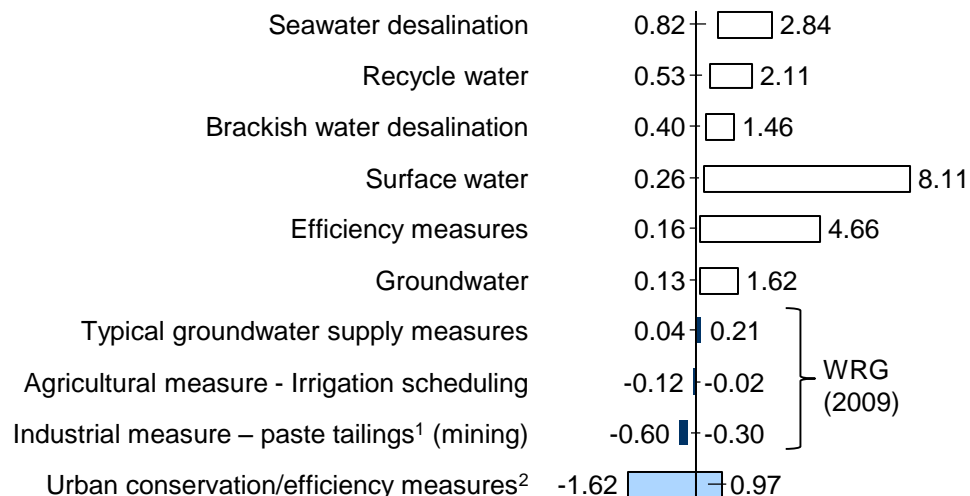 Seawater desalination 0.82 2.84
Recycle water 0.53 2.11
Brackish water desalination 0.40 1.46
Surface water 0.26 8.11
Efficiency measures 0.16 4.66
Groundwater 0.13 1.62
Typical groundwater supply measures 0.04 0.21
Agricultural measure - Irrigation scheduling -0.12 -0.02
WRG
(2009)
Industrial measure – paste tailings¹ (mining) -0.60 -0.30
Urban conservation/efficiency measures² -1.62 0.97